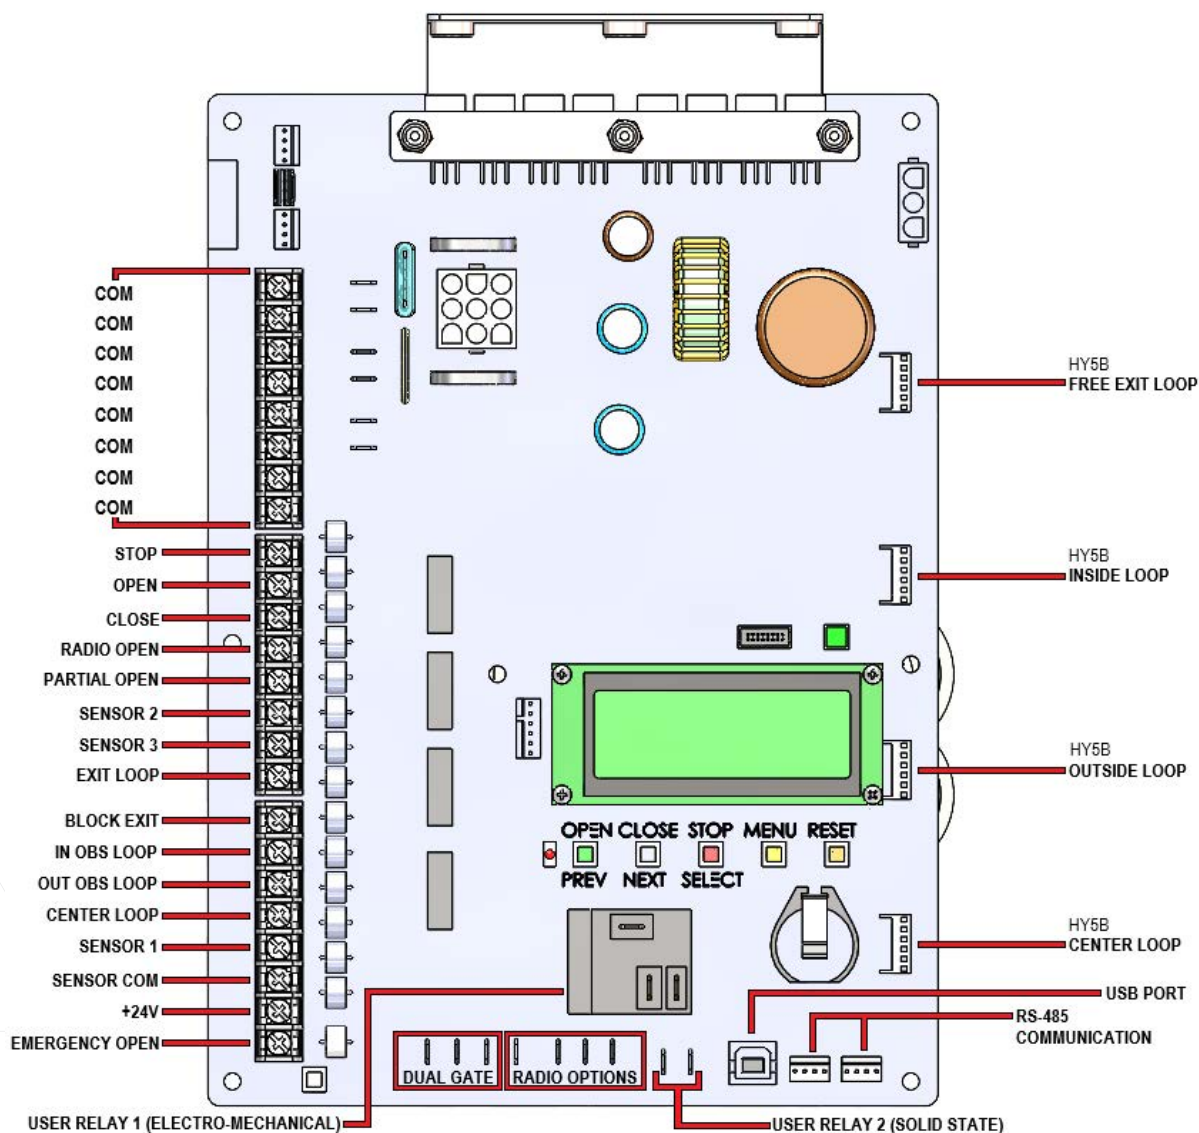 COM
COM
COM
COM
COM
COM
COM
COM
STOP
OPEN
CLOSE
RADIO OPEN
PARTIAL OPEN
SENSOR 2
SENSOR 3
EXIT LOOP
BLOCK EXIT
IN OBS LOOP
OUT OBS LOOP
CENTER LOOP
SENSOR 1
SENSOR COM
+24V
EMERGENCY OPEN
HY5B
FREE EXIT LOOP
HY5B
INSIDE LOOP
HY5B
OUTSIDE LOOP
OPEN CLOSE STOP MENU RESET
PREV NEXT SELECT
HY5B
CENTER LOOP
USB PORT
RS-485
COMMUNICATION
DUAL GATE
RADIO OPTIONS
USER RELAY 1 (ELECTRO-MECHANICAL)
USER RELAY 2 (SOLID STATE)